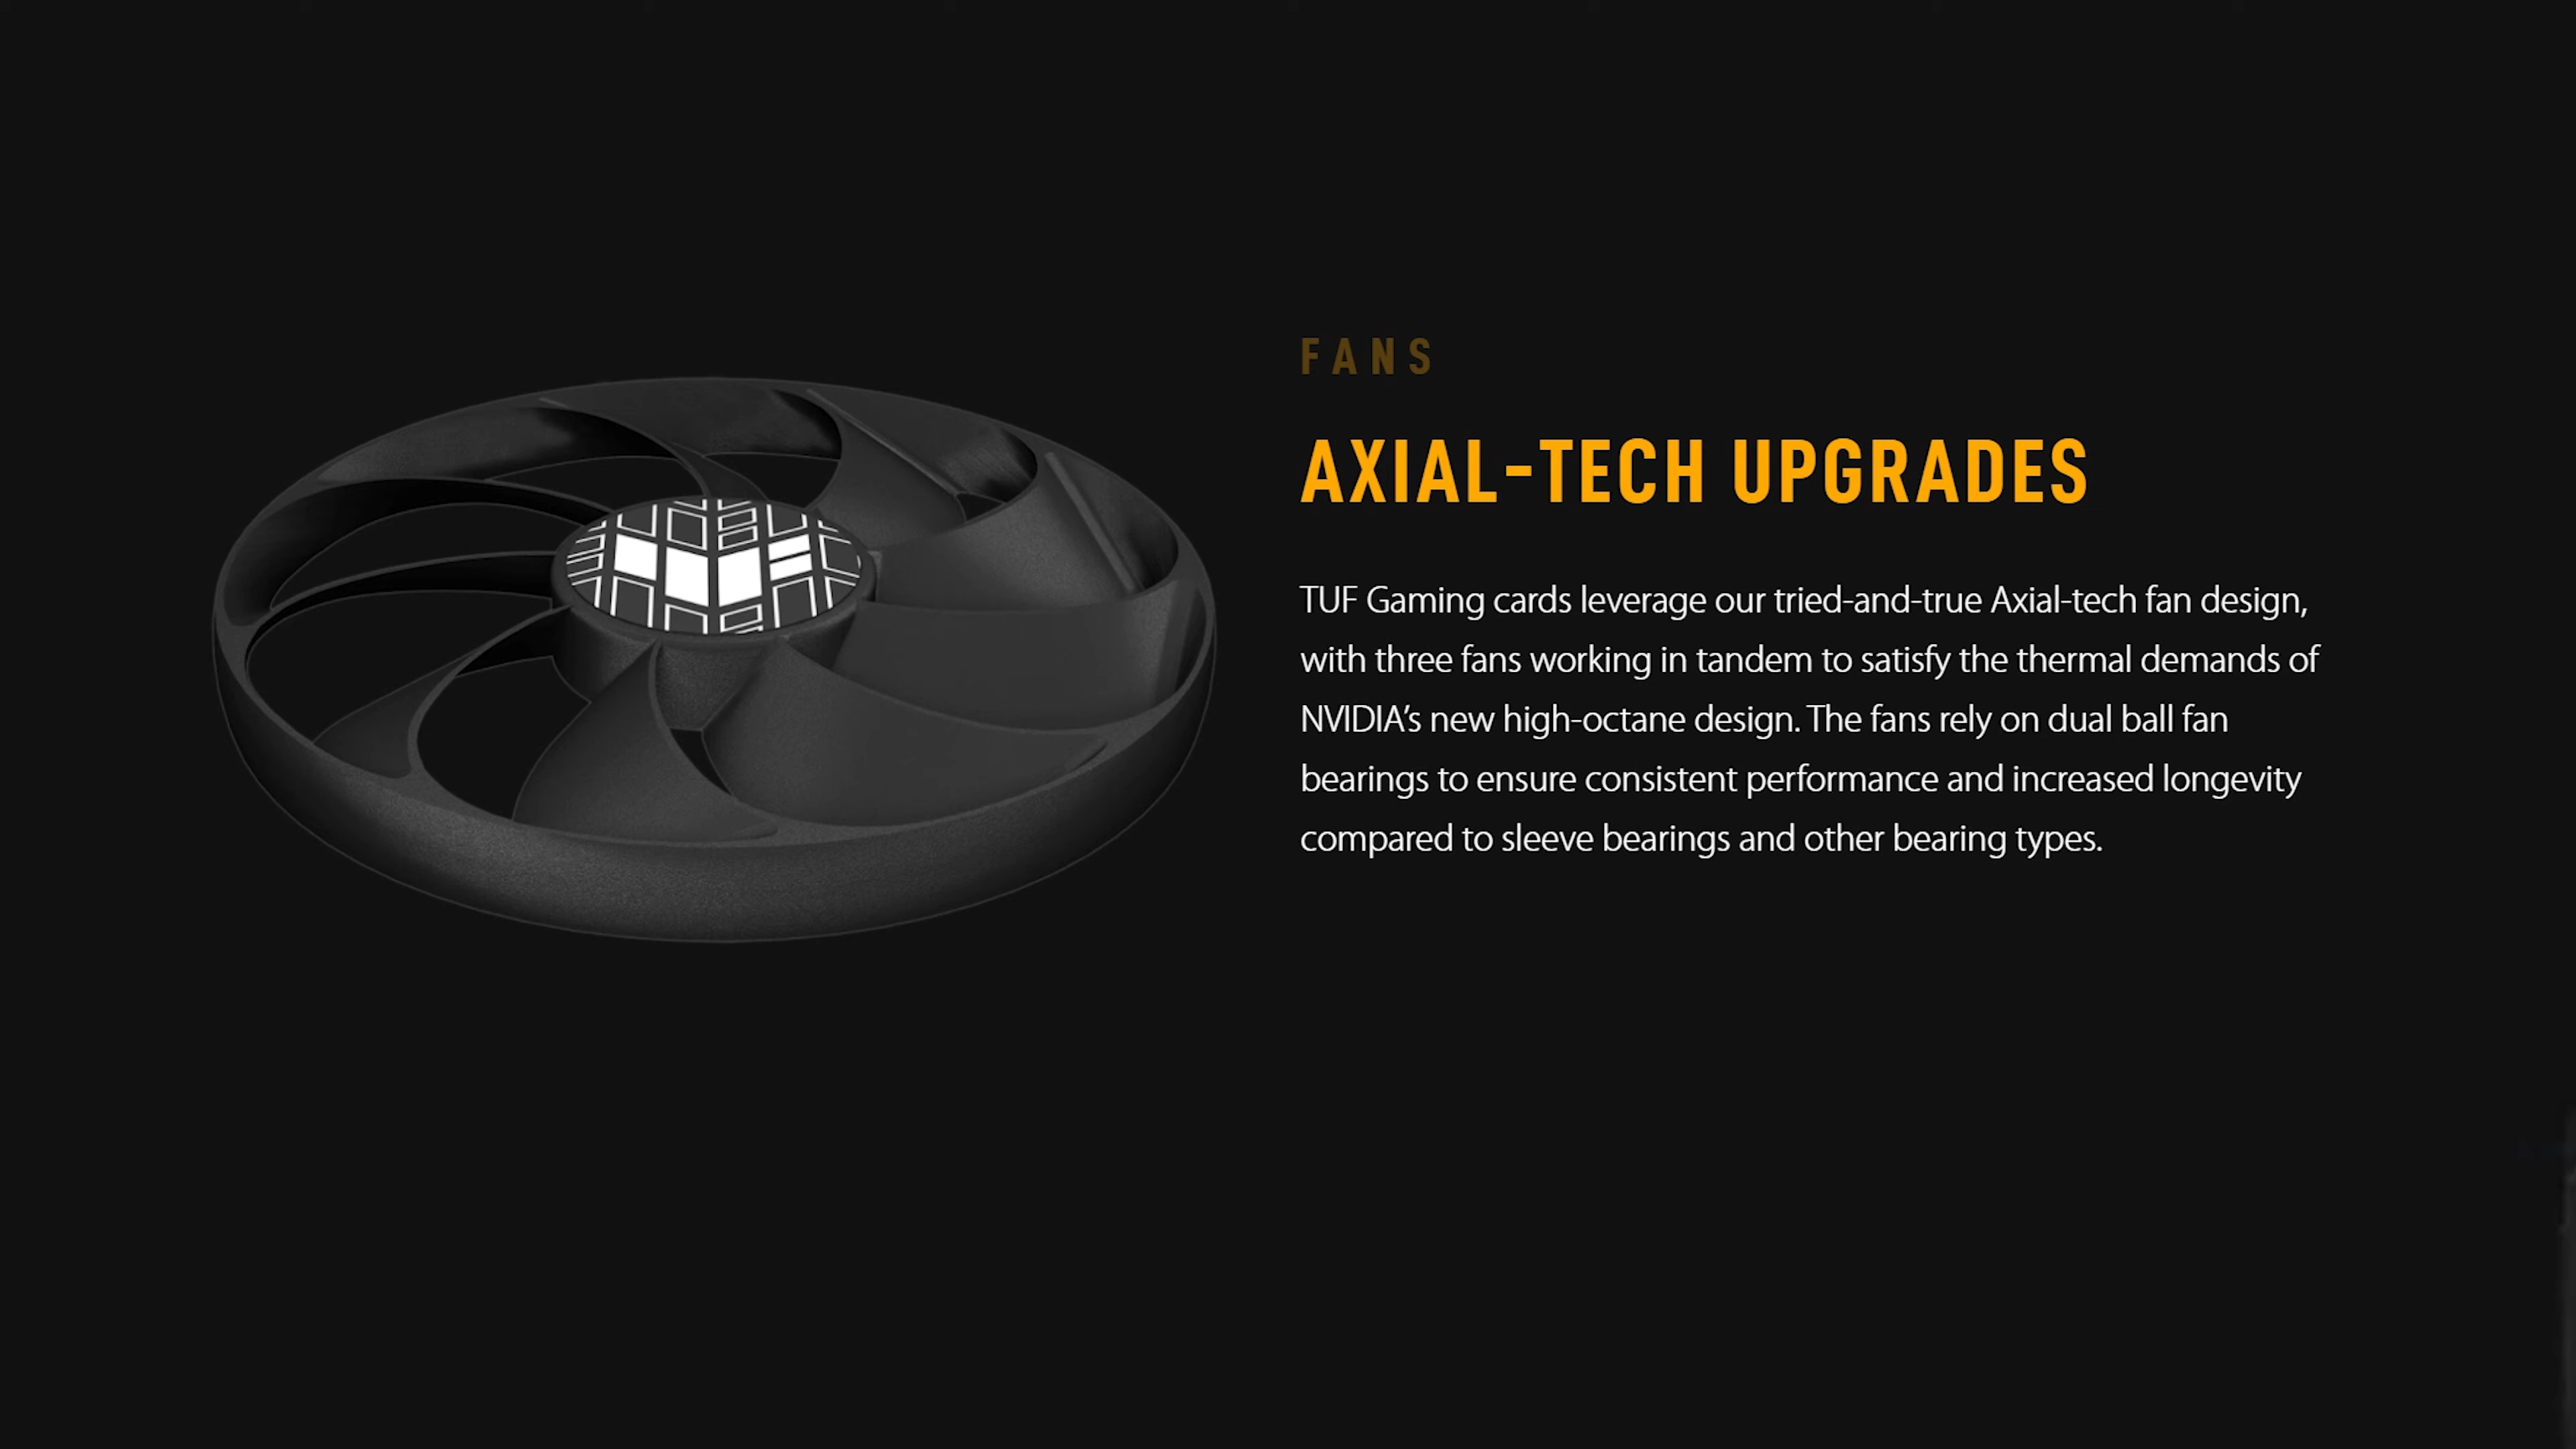 FANS
AXIAL-TECH UPGRADES
TUF Gaming cards leverage our tried-and-true Axial-tech fan design,
with three fans working in tandem to satisfy the thermal demands of
NVIDIA’s new high-octane design. The fans rely on dual ball fan
bearings to ensure consistent performance and increased longevity
compared to sleeve bearings and other bearing types.